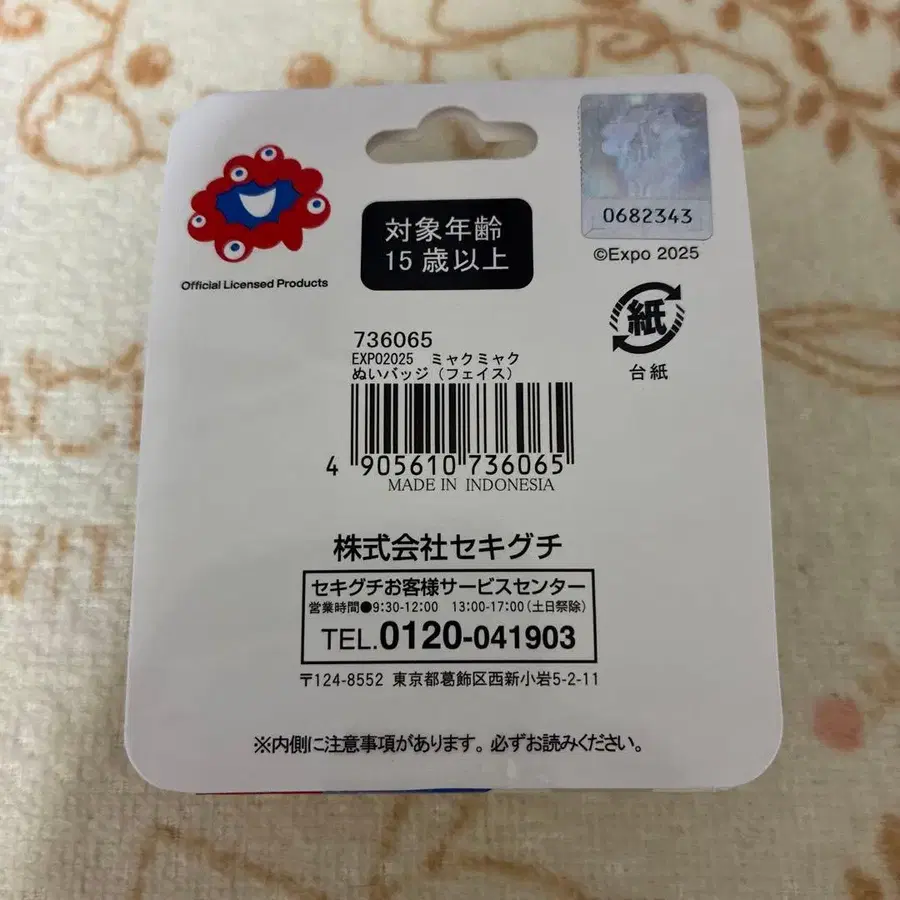 対象年齢
15歳以上
0682343
©Expo 2025
Official Licensed Products
紙
台紙
736065
EXPO2025 ミャクミャク
ぬいバッジ(フェイス)
4 905610 736065
MADE IN INDONESIA
株式会社セキグチ
セキグチお客様サービスセンター
営業時間●9:30-12:00 13:00-17:00(土日祭除)
TEL.0120-041903
〒124-8552 東京都葛飾区西新小岩5-2-11
※内側に注意事項があります。必ずお読みください。